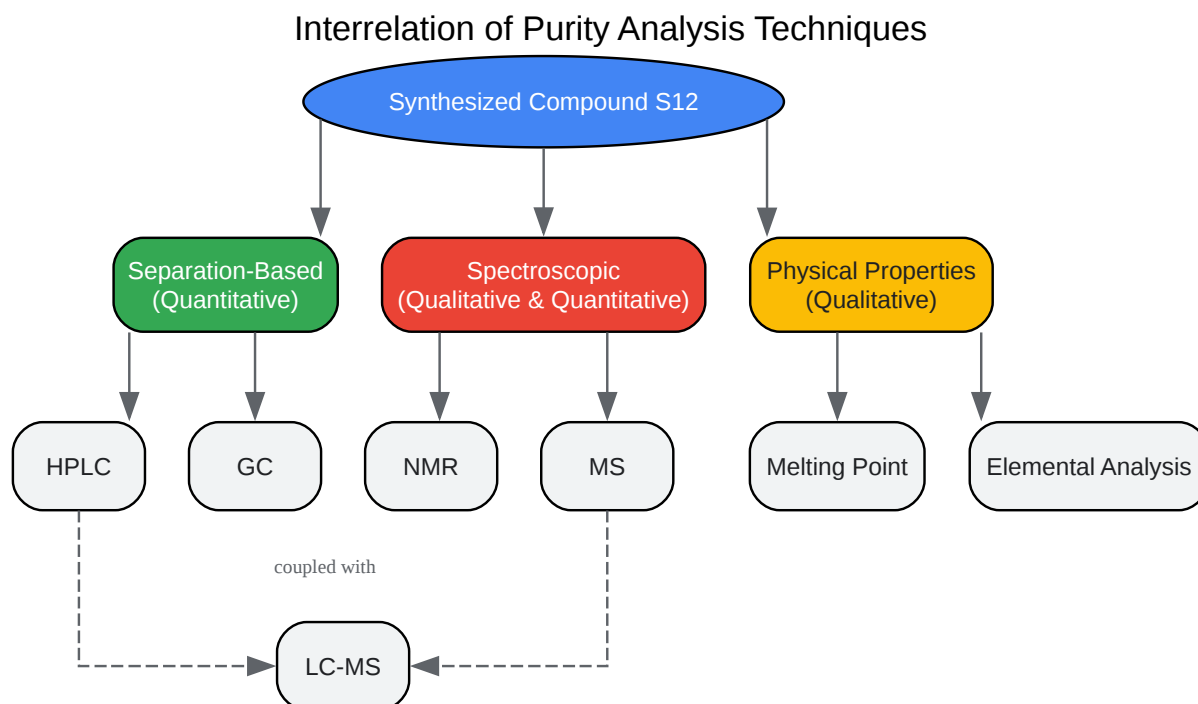 Interrelation of Purity Analysis Techniques
Synthesized Compound S12
Separation-Based
(Quantitative)
Spectroscopic
(Qualitative & Quantitative)
Physical Properties
(Qualitative)
HPLC
GC
NMR
MS
Melting Point
Elemental Analysis
coupled with
LC-MS